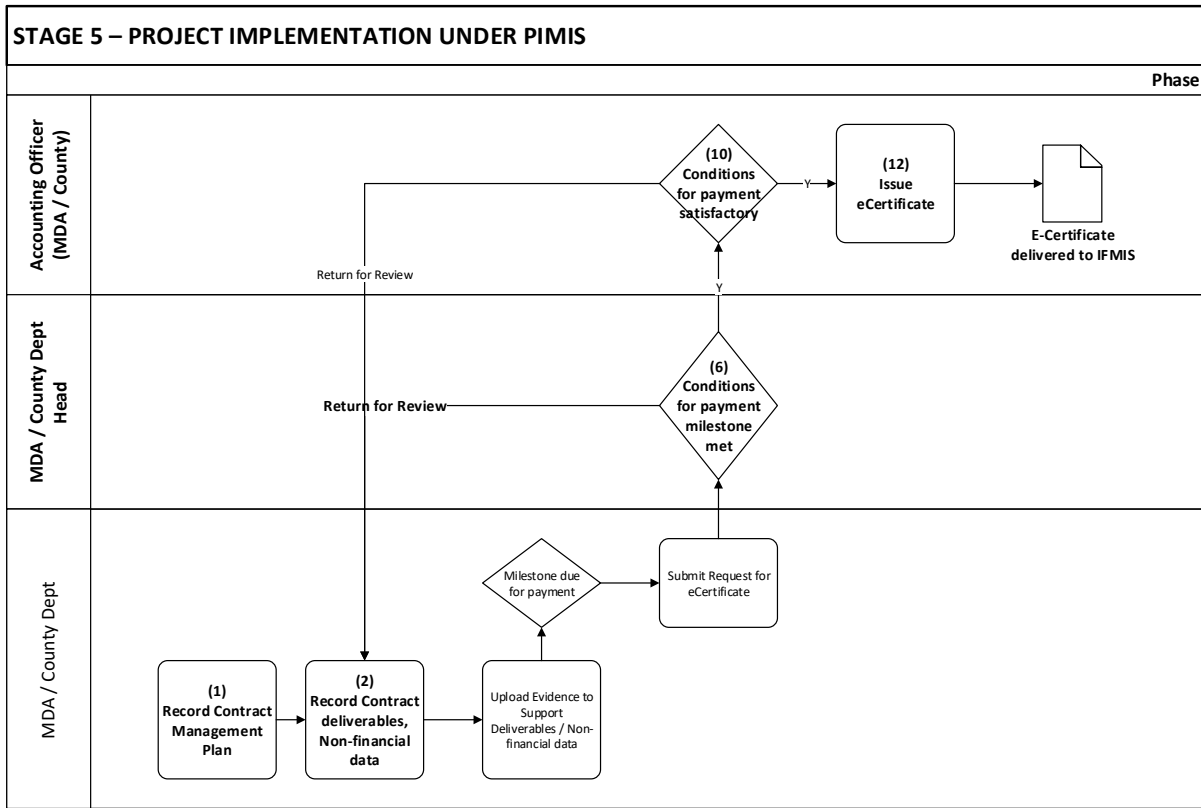 STAGE 5 – PROJECT IMPLEMENTATION UNDER PIMIS
Phase
Accounting Officer
(MDA / County)
(10)
Conditions
for payment
satisfactory
Y
(12)
Issue
eCertificate
E-Certificate
delivered to IFMIS
Return for Review
Y
MDA / County Dept
Head
Return for Review
(6)
Conditions
for payment
milestone
met
MDA / County Dept
Milestone due
for payment
Submit Request for
eCertificate
(1)
Record Contract
Management
Plan
(2)
Record Contract
deliverables,
Non-financial
data
Upload Evidence to
Support
Deliverables / Non-
financial data